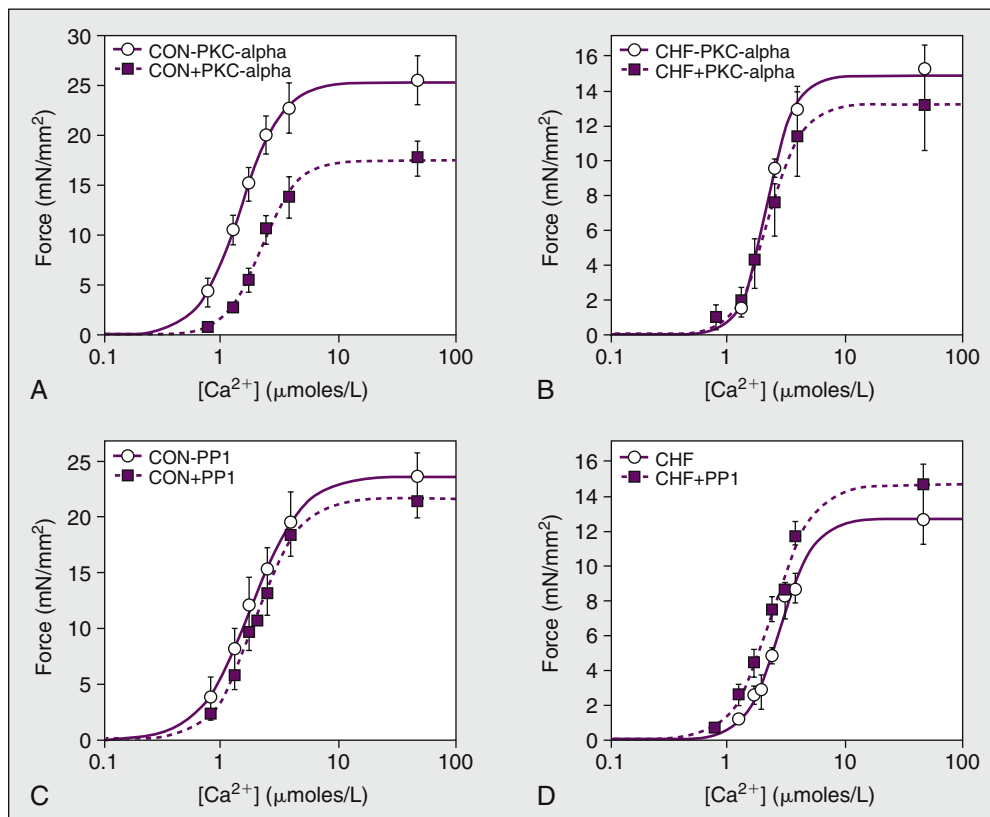 CON-PKC-alpha
CON+PKC-alpha
30
25
20
15
10
5
0
Force (mN/mm²)
0.1
1
10
100
[Ca²⁺] (μmoles/L)
A
CHF-PKC-alpha
CHF+PKC-alpha
16
14
12
10
8
6
4
2
0
Force (mN/mm²)
0.1
1
10
100
[Ca²⁺] (μmoles/L)
B
CON-PP1
CON+PP1
25
20
15
10
5
0
Force (mN/mm²)
0.1
1
10
100
[Ca²⁺] (μmoles/L)
C
CHF
CHF+PP1
16
14
12
10
8
6
4
2
0
Force (mN/mm²)
0.1
1
10
100
[Ca²⁺] (μmoles/L)
D